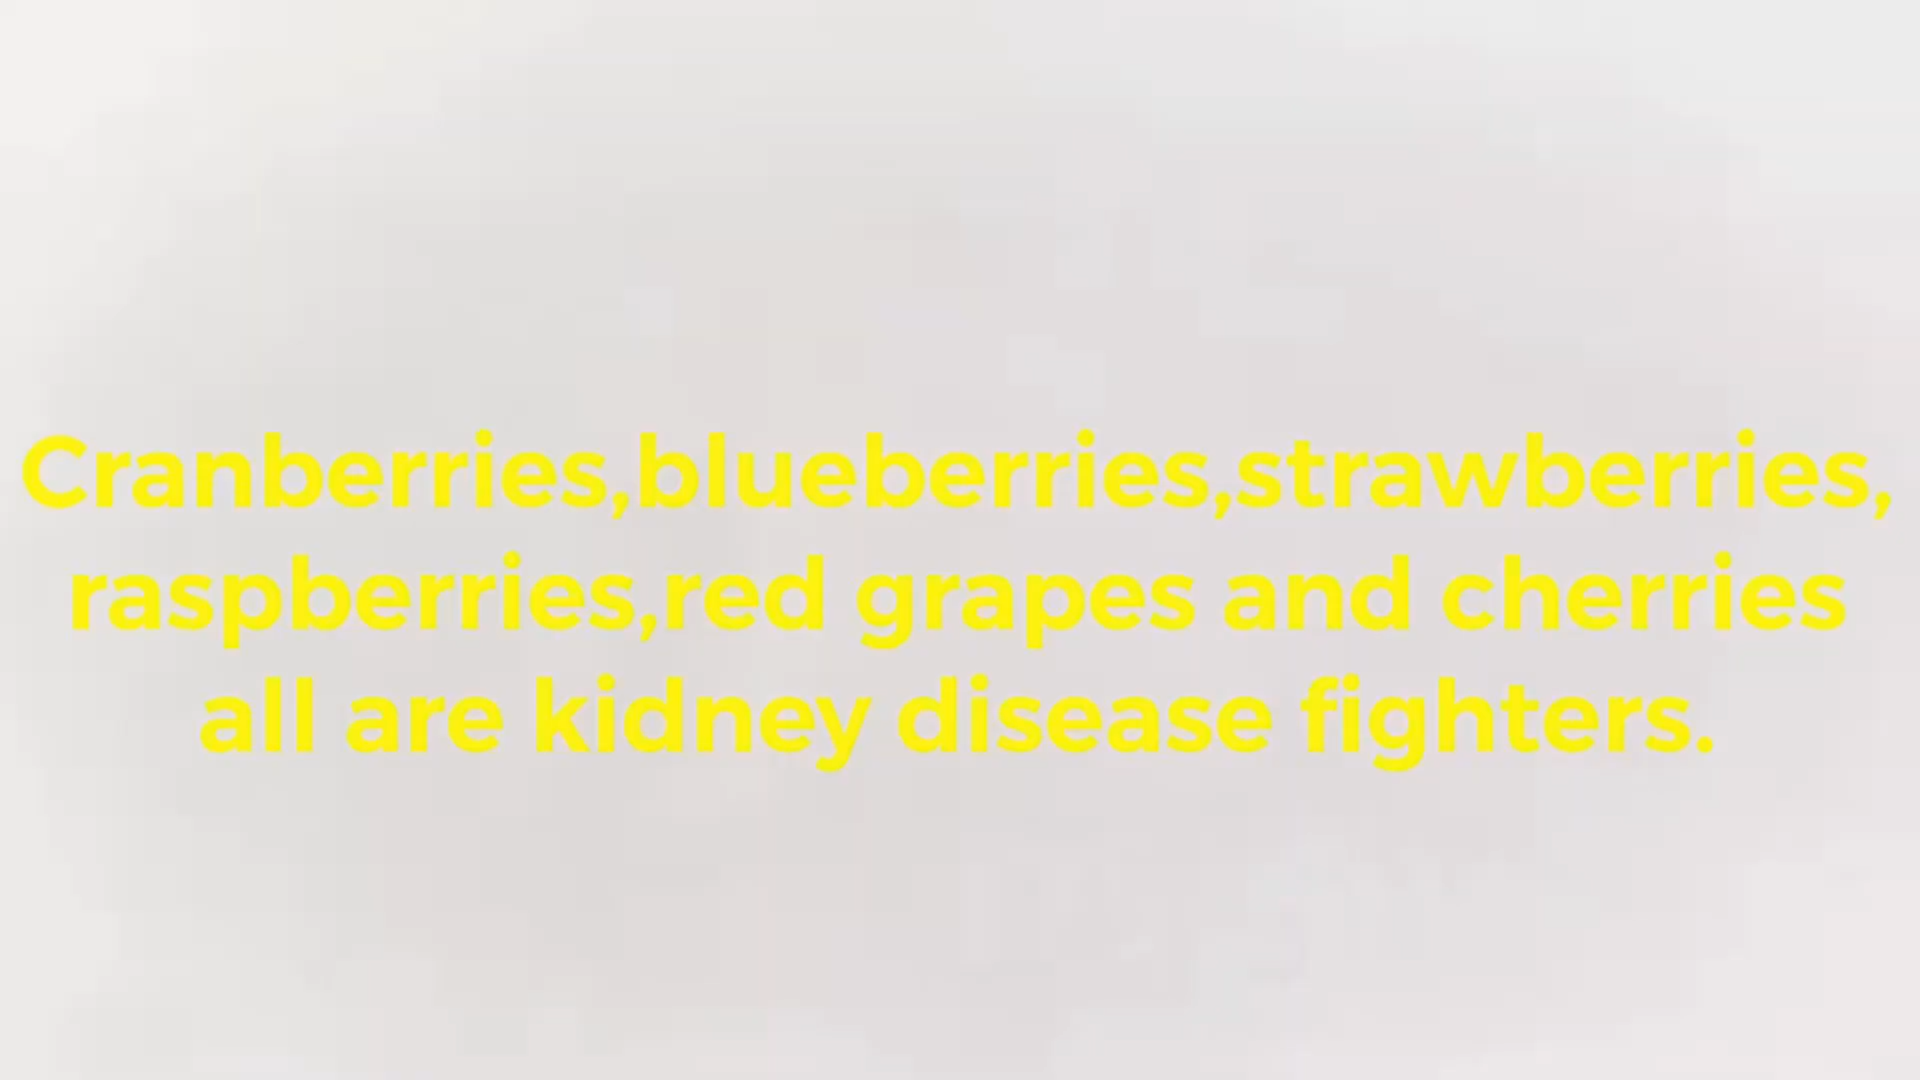 Cranberries,blueberries,strawberries,
raspberries,red grapes and cherries
all are kidney disease fighters.